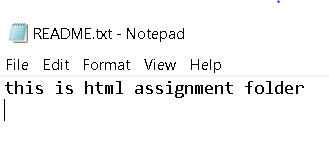 README.txt - Notepad
File Edit Format View Help
this is html assignment folder